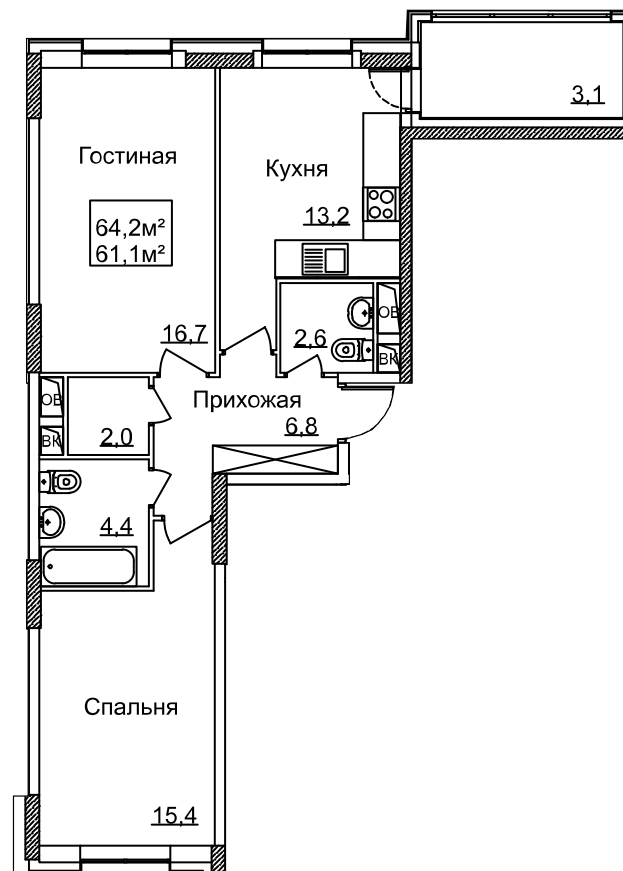 3,1
Гостиная
Кухня
64,2м²
61,1м²
13,2
16,7
2,6
ОВ
ВК
Прихожая
6,8
ОВ
ВК
2,0
4,4
Спальня
15,4